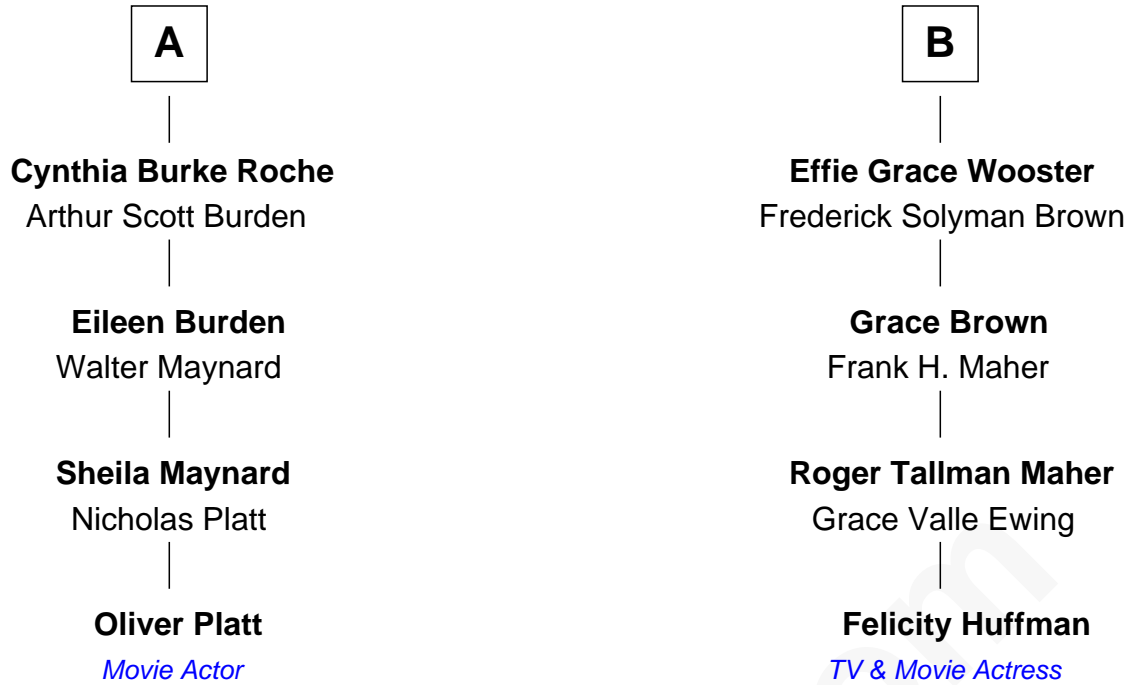 A
Cynthia Burke Roche
Arthur Scott Burden
Eileen Burden
Walter Maynard
Sheila Maynard
Nicholas Platt
Oliver Platt
Movie Actor
B
Effie Grace Wooster
Frederick Solyman Brown
Grace Brown
Frank H. Maher
Roger Tallman Maher
Grace Valle Ewing
Felicity Huffman
TV & Movie Actress